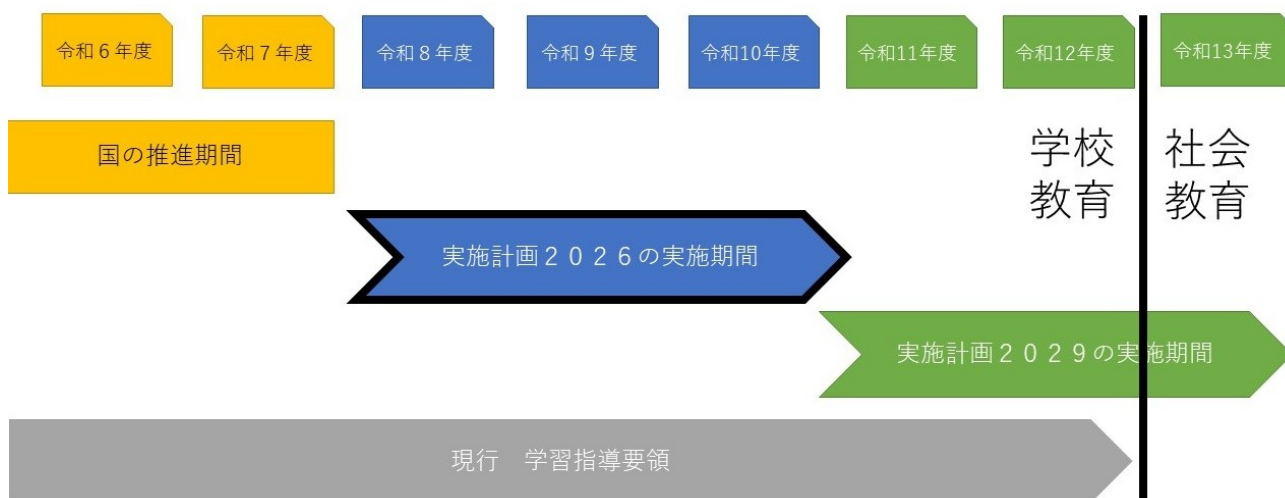 令和６年度
令和７年度
令和８年度
令和９年度
令和10年度
令和11年度
令和12年度
令和13年度
国の推進期間
学校
教育
社会
教育
実施計画２０２６の実施期間
実施計画２０２９の実施期間
現行　学習指導要領